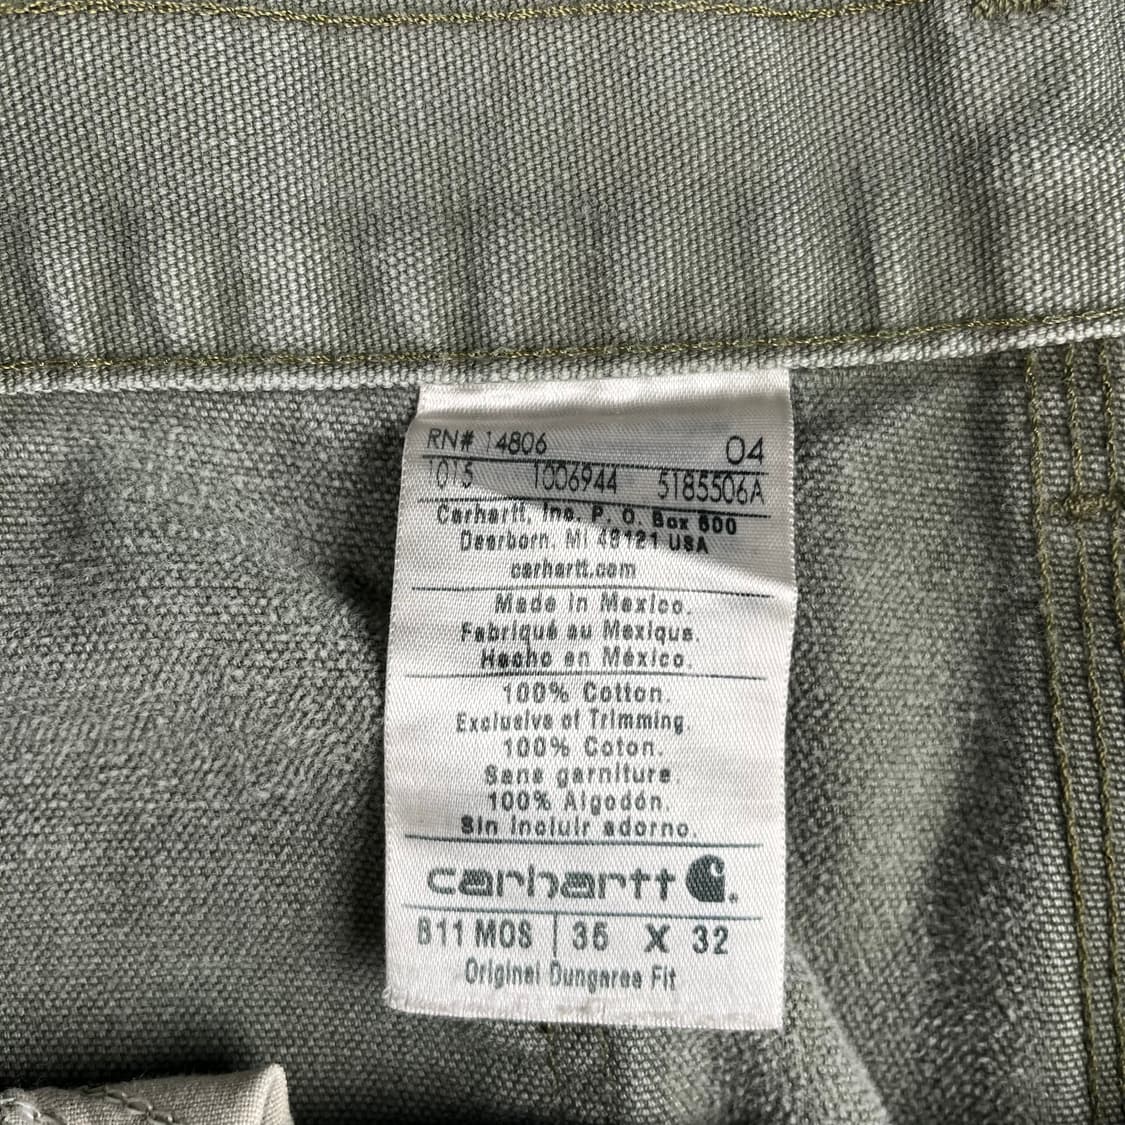 RN# 14806 04
1015 1006944 5185506A
Carhartt, Inc. P. O. Box 600
Dearborn, MI 48121 USA
carhartt.com
Made in Mexico.
Fabriqué au Mexique.
Hecho en México.
100% Cotton.
Exclusive of Trimming.
100% Coton.
Sans garniture.
100% Algodón.
Sin incluir adorno.
carhartt
B11 MOS | 36 X 32
Original Dungaree Fit